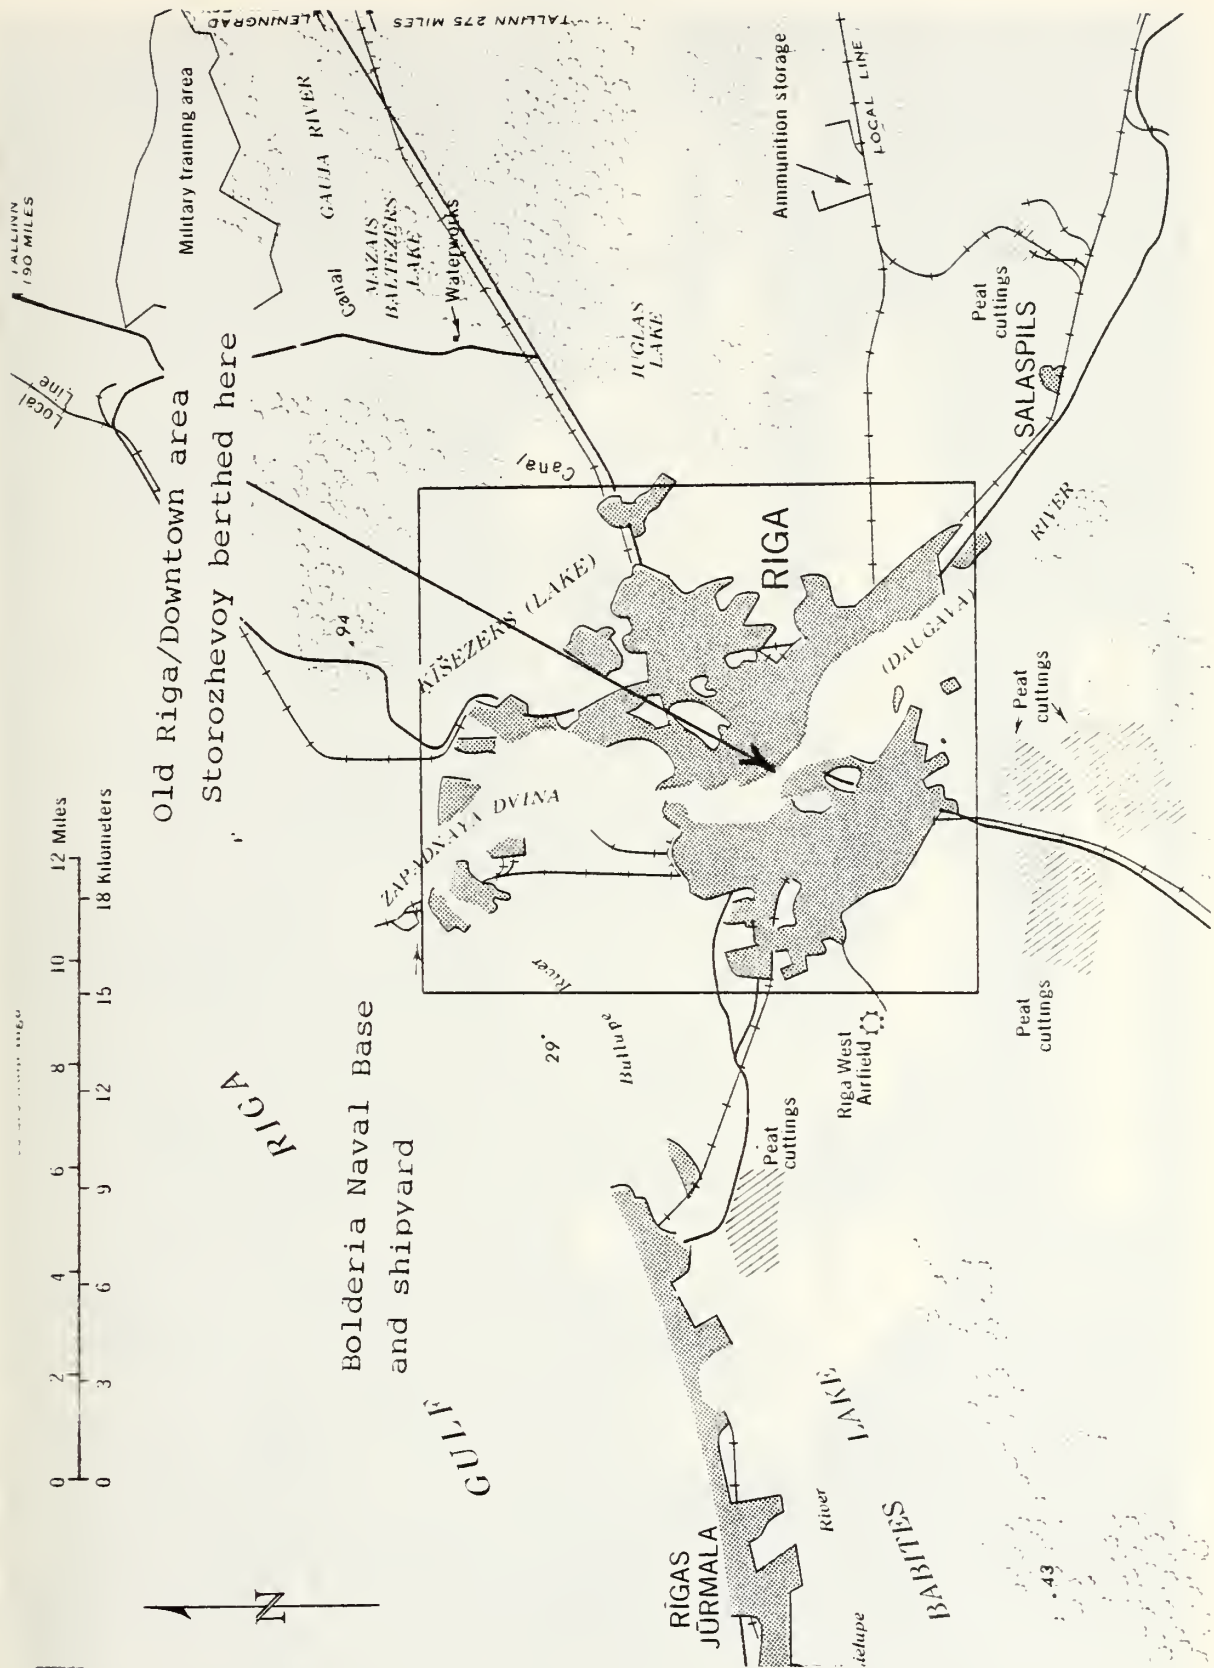 TALLINN
190 MILES
LENINGRAD
TALLINN 275 MILES
Military training area
GAUJA RIVER
Canal
MAZAIS
BALTEZERS
LAKE
Waterworks
Local
Line
Old Riga/Downtown area
Storozhevoy berthed here
JUGLAS
LAKE
Ammunition storage
LOCAL LINE
Peat
cuttings
SALASPILS
RIVER
Canal
ĶĪŠEZERS (LAKE)
.94
RIGA
(DAUGAVA)
ZAPADNAYA DVINA
Peat
cuttings
0 2 4 6 8 10 12 Miles
0 3 6 9 12 15 18 Kilometers
RIGA
GULF
Bolderia Naval Base
and shipyard
29
Bullupe
River
Riga West
Airfield
Peat
cuttings
Peat
cuttings
RĪGAS
JŪRMALA
River
LAKE
BABITES
.43
N